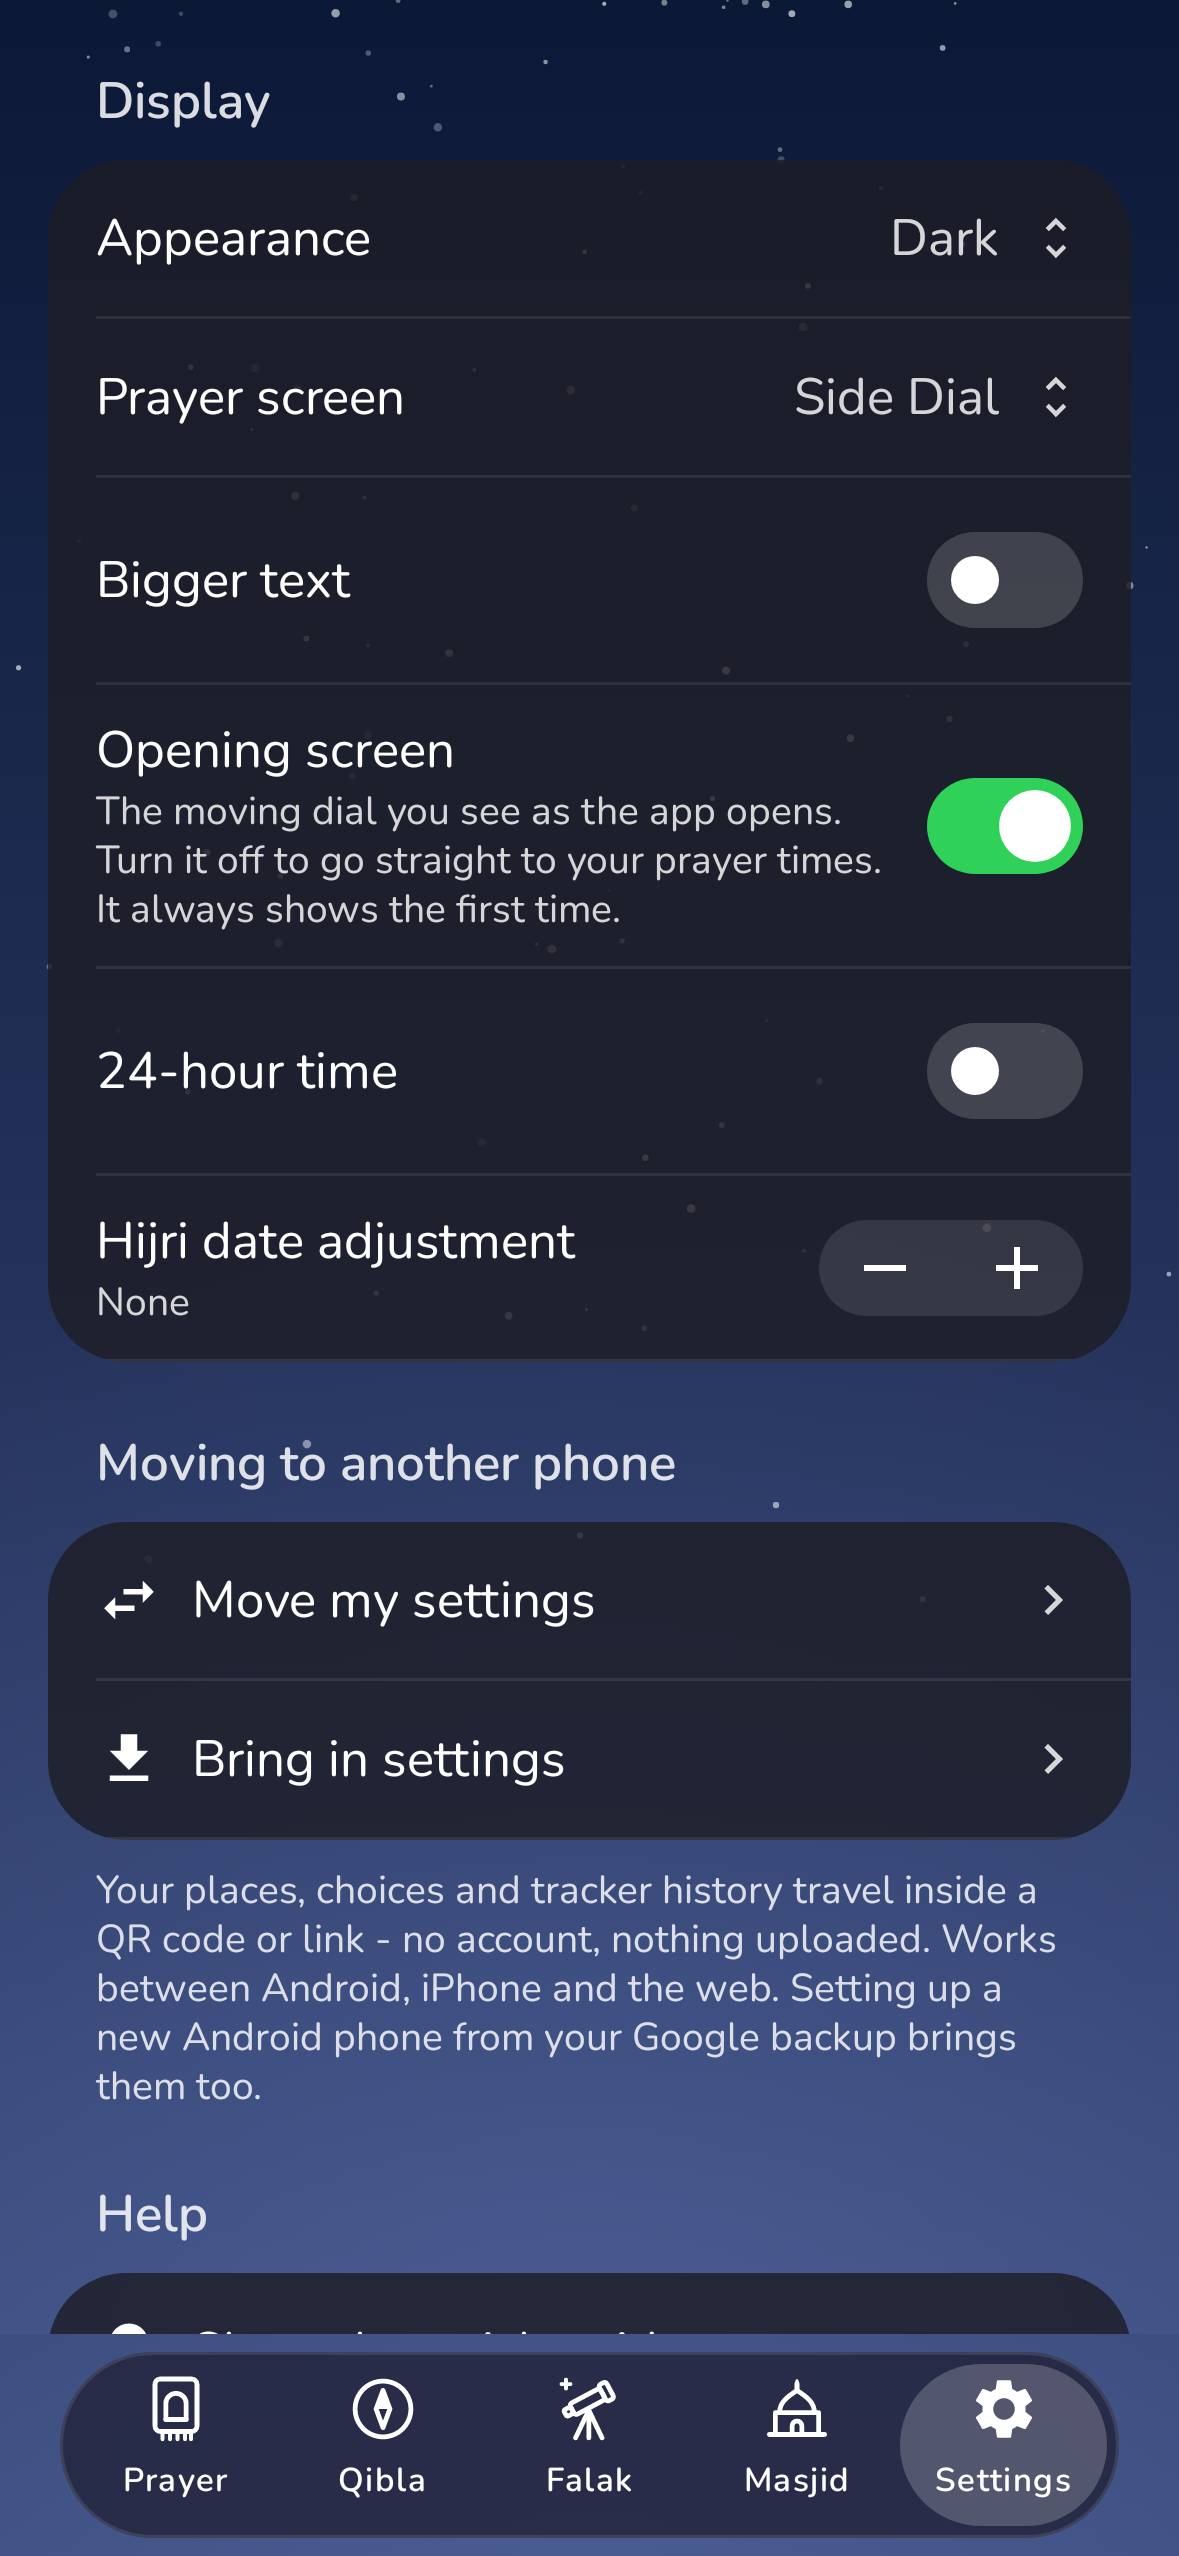 Display
Appearance
Dark
Prayer screen
Side Dial
Bigger text
Opening screen
The moving dial you see as the app opens.
Turn it off to go straight to your prayer times.
It always shows the first time.
24-hour time
Hijri date adjustment
None
Moving to another phone
Move my settings
Bring in settings
Your places, choices and tracker history travel inside a
QR code or link - no account, nothing uploaded. Works
between Android, iPhone and the web. Setting up a
new Android phone from your Google backup brings
them too.
Help
Prayer
Qibla
Falak
Masjid
Settings